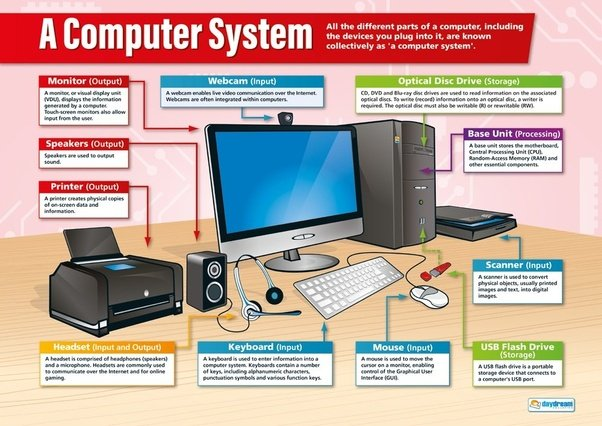 A Computer System
All the different parts of a computer, including
the devices you plug into it, are known
collectively as 'a computer system'.
Monitor (Output)
A monitor, or visual display unit
(VDU), displays the information
generated by a computer.
Touch-screen monitors also allow
input from the user.
Webcam (Input)
A webcam enables live video communication over the Internet.
Webcams are often integrated within computers.
Optical Disc Drive (Storage)
CD, DVD and Blu-ray disc drives are used to read information on the associated
optical discs. To write (record) information onto an optical disc, a writer is
required. The optical disc must also be writable (R) or rewritable (RW).
Speakers (Output)
Speakers are used to output
sound.
Base Unit (Processing)
A base unit stores the motherboard,
Central Processing Unit (CPU),
Random-Access Memory (RAM) and
other essential components.
Printer (Output)
A printer creates physical copies
of on-screen data and
information.
Scanner (Input)
A scanner is used to convert
physical objects, usually printed
images and text, into digital
images.
Headset (Input and Output)
A headset is comprised of headphones (speakers)
and a microphone. Headsets are commonly used
to communicate over the Internet and for online
gaming.
Keyboard (Input)
A keyboard is used to enter information into a
computer system. Keyboards contain a number
of keys, including alphanumeric characters,
punctuation symbols and various function keys.
Mouse (Input)
A mouse is used to move the
cursor on a monitor, enabling
control of the Graphical User
Interface (GUI).
USB Flash Drive
(Storage)
A USB flash drive is a portable
storage device that connects to
a computer's USB port.
daydream